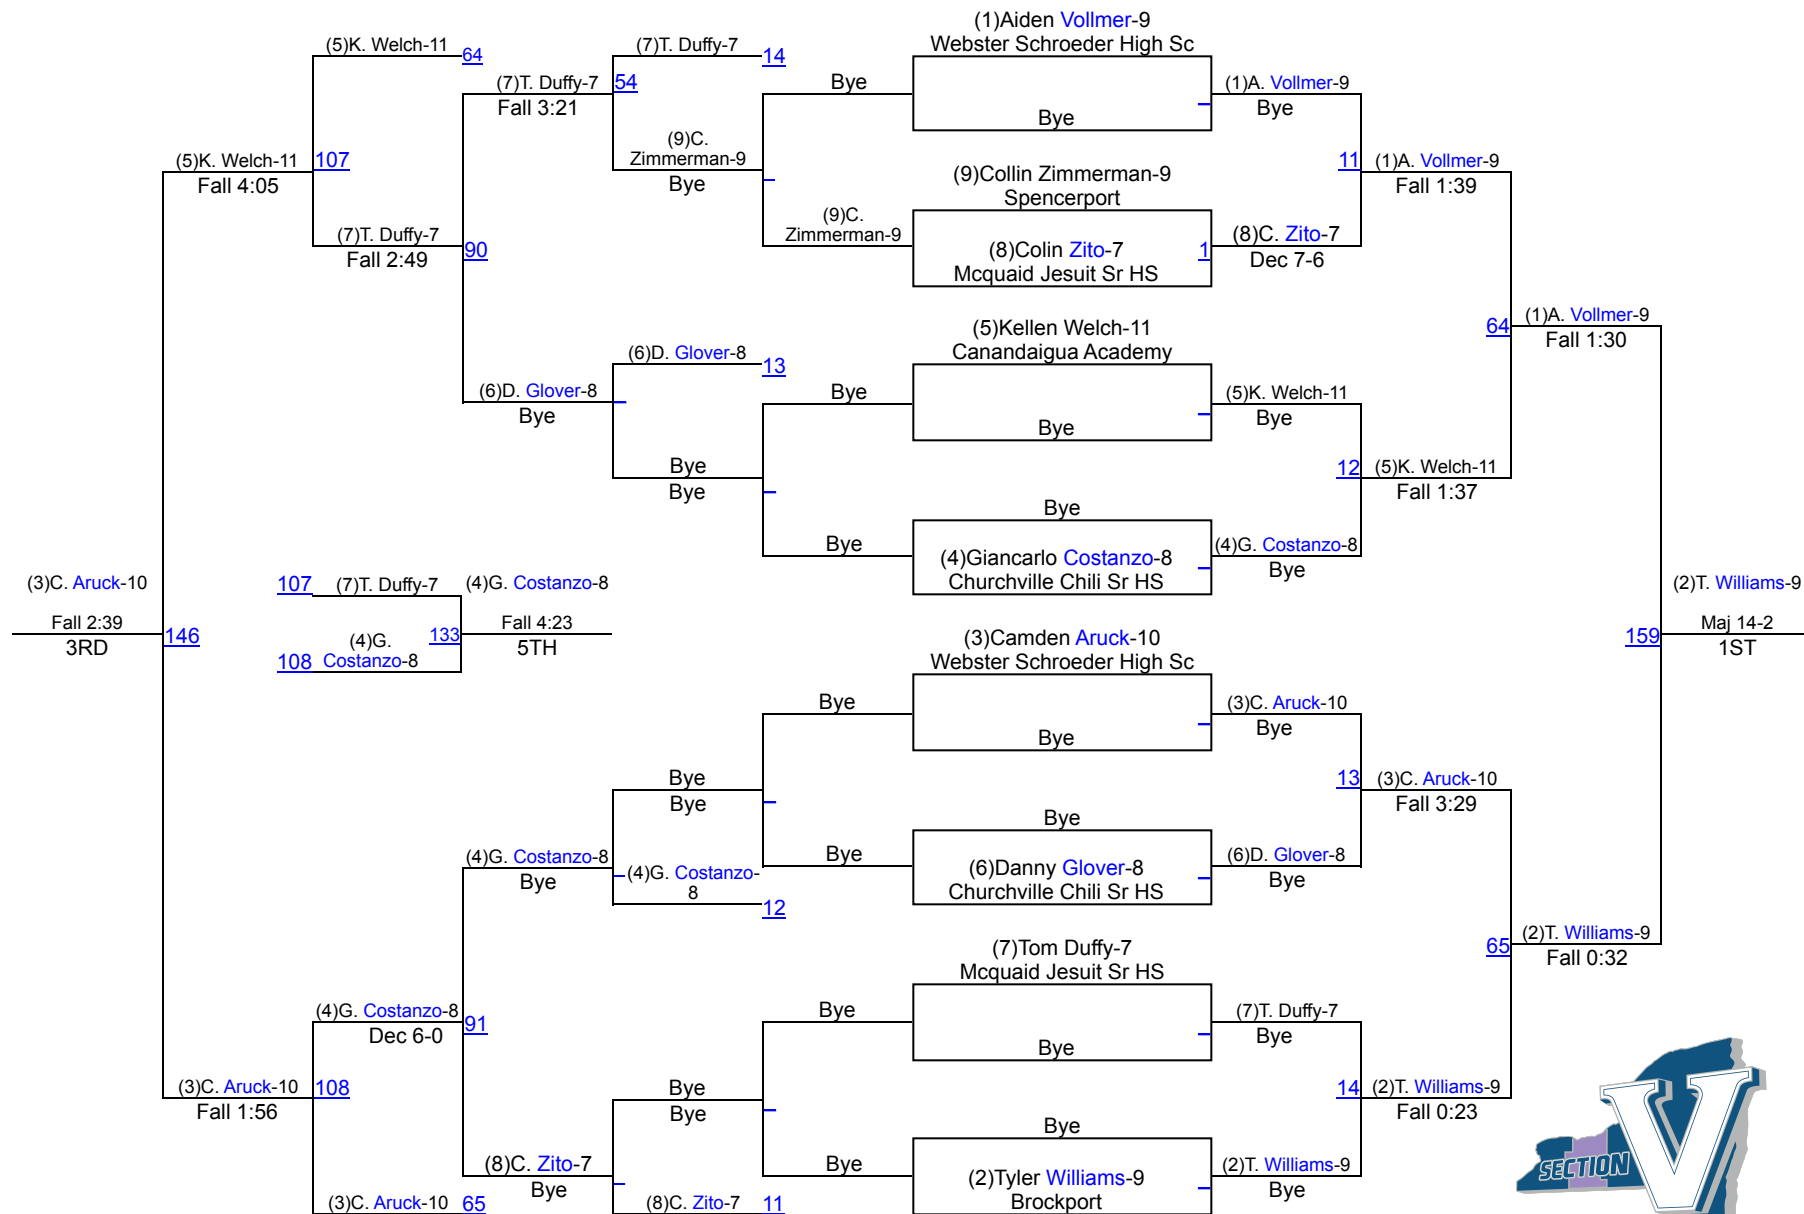 (1)Aiden Vollmer-9
Webster Schroeder High Sc
(5)K. Welch-11
64
(7)T. Duffy-7
14
(7)T. Duffy-7
54
Fall 3:21
Bye
Bye
(1)A. Vollmer-9
Bye
(9)C.
Zimmerman-9
Bye
(5)K. Welch-11
107
Fall 4:05
(9)Collin Zimmerman-9
Spencerport
11
(1)A. Vollmer-9
Fall 1:39
(9)C.
Zimmerman-9
(7)T. Duffy-7
Fall 2:49
90
(8)Colin Zito-7
1
Mcquaid Jesuit Sr HS
(8)C. Zito-7
Dec 7-6
(5)Kellen Welch-11
Canandaigua Academy
64
(1)A. Vollmer-9
Fall 1:30
(6)D. Glover-8
13
(6)D. Glover-8
Bye
Bye
Bye
(5)K. Welch-11
Bye
Bye
Bye
12
(5)K. Welch-11
Fall 1:37
Bye
Bye
(4)Giancarlo Costanzo-8
Churchville Chili Sr HS
(4)G. Costanzo-8
Bye
(3)C. Aruck-10
Fall 2:39
3RD
146
107
(7)T. Duffy-7
(4)G.
108
Costanzo-8
133
(4)G. Costanzo-8
Fall 4:23
5TH
(2)T. Williams-9
159
Maj 14-2
1ST
(3)Camden Aruck-10
Webster Schroeder High Sc
Bye
Bye
(3)C. Aruck-10
Bye
Bye
Bye
13
(3)C. Aruck-10
Fall 3:29
Bye
(4)G. Costanzo-8
Bye
(4)G. Costanzo-
8
12
Bye
(6)Danny Glover-8
Churchville Chili Sr HS
(6)D. Glover-8
Bye
65
(2)T. Williams-9
Fall 0:32
(7)Tom Duffy-7
Mcquaid Jesuit Sr HS
(4)G. Costanzo-8
Dec 6-0
91
Bye
Bye
(7)T. Duffy-7
Bye
(3)C. Aruck-10
108
Fall 1:56
Bye
Bye
14
(2)T. Williams-9
Fall 0:23
Bye
(8)C. Zito-7
Bye
Bye
(2)Tyler Williams-9
Brockport
(2)T. Williams-9
Bye
(3)C. Aruck-10
65
(8)C. Zito-7
11
SECTION V